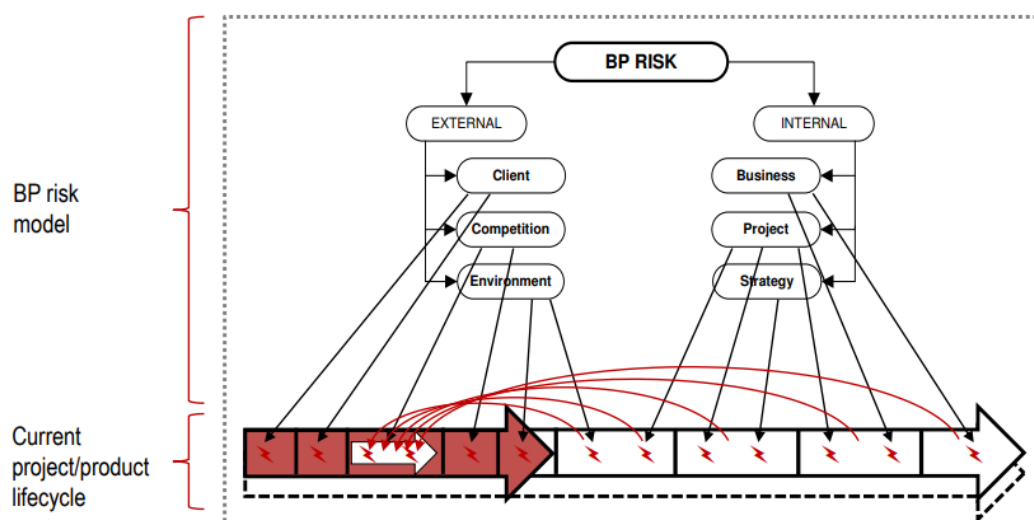 BP RISK
EXTERNAL
INTERNAL
Client
Business
BP risk
model
Competition
Project
Environment
Strategy
Current
project/product
lifecycle